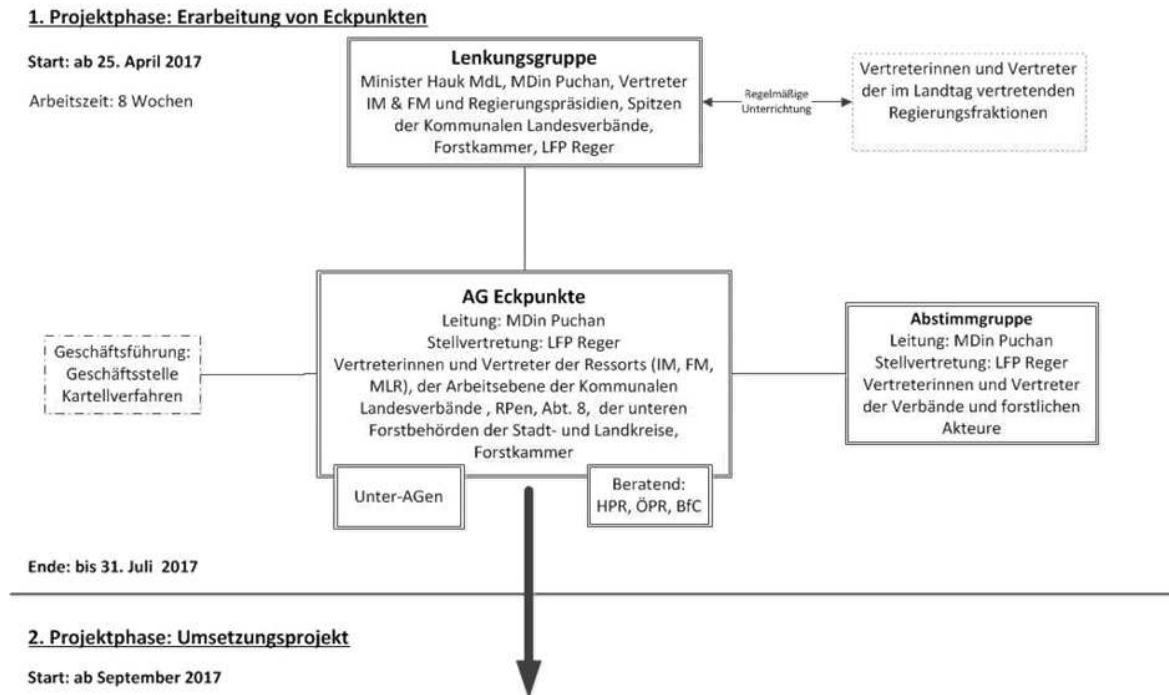 1. Projektphase: Erarbeitung von Eckpunkten
Start: ab 25. April 2017
Arbeitszeit: 8 Wochen
Lenkungsgruppe
Minister Hauk MdL, MDin Puchan, Vertreter
IM & FM und Regierungspräsidien, Spitzen
der Kommunalen Landesverbände,
Forstkammer, LFP Reger
Regelmäßige
Unterrichtung
Vertreterinnen und Vertreter
der im Landtag vertretenden
Regierungsfraktionen
Geschäftsführung:
Geschäftsstelle
Kartellverfahren
AG Eckpunkte
Leitung: MDin Puchan
Stellvertretung: LFP Reger
Vertreterinnen und Vertreter der Ressorts (IM, FM,
MLR), der Arbeitsebene der Kommunalen
Landesverbände , RPen, Abt. 8, der unteren
Forstbehörden der Stadt- und Landkreise,
Forstkammer
Unter-AGen
Beratend:
HPR, ÖPR, BfC
Abstimmgruppe
Leitung: MDin Puchan
Stellvertretung: LFP Reger
Vertreterinnen und Vertreter
der Verbände und forstlichen
Akteure
Ende: bis 31. Juli 2017
2. Projektphase: Umsetzungsprojekt
Start: ab September 2017